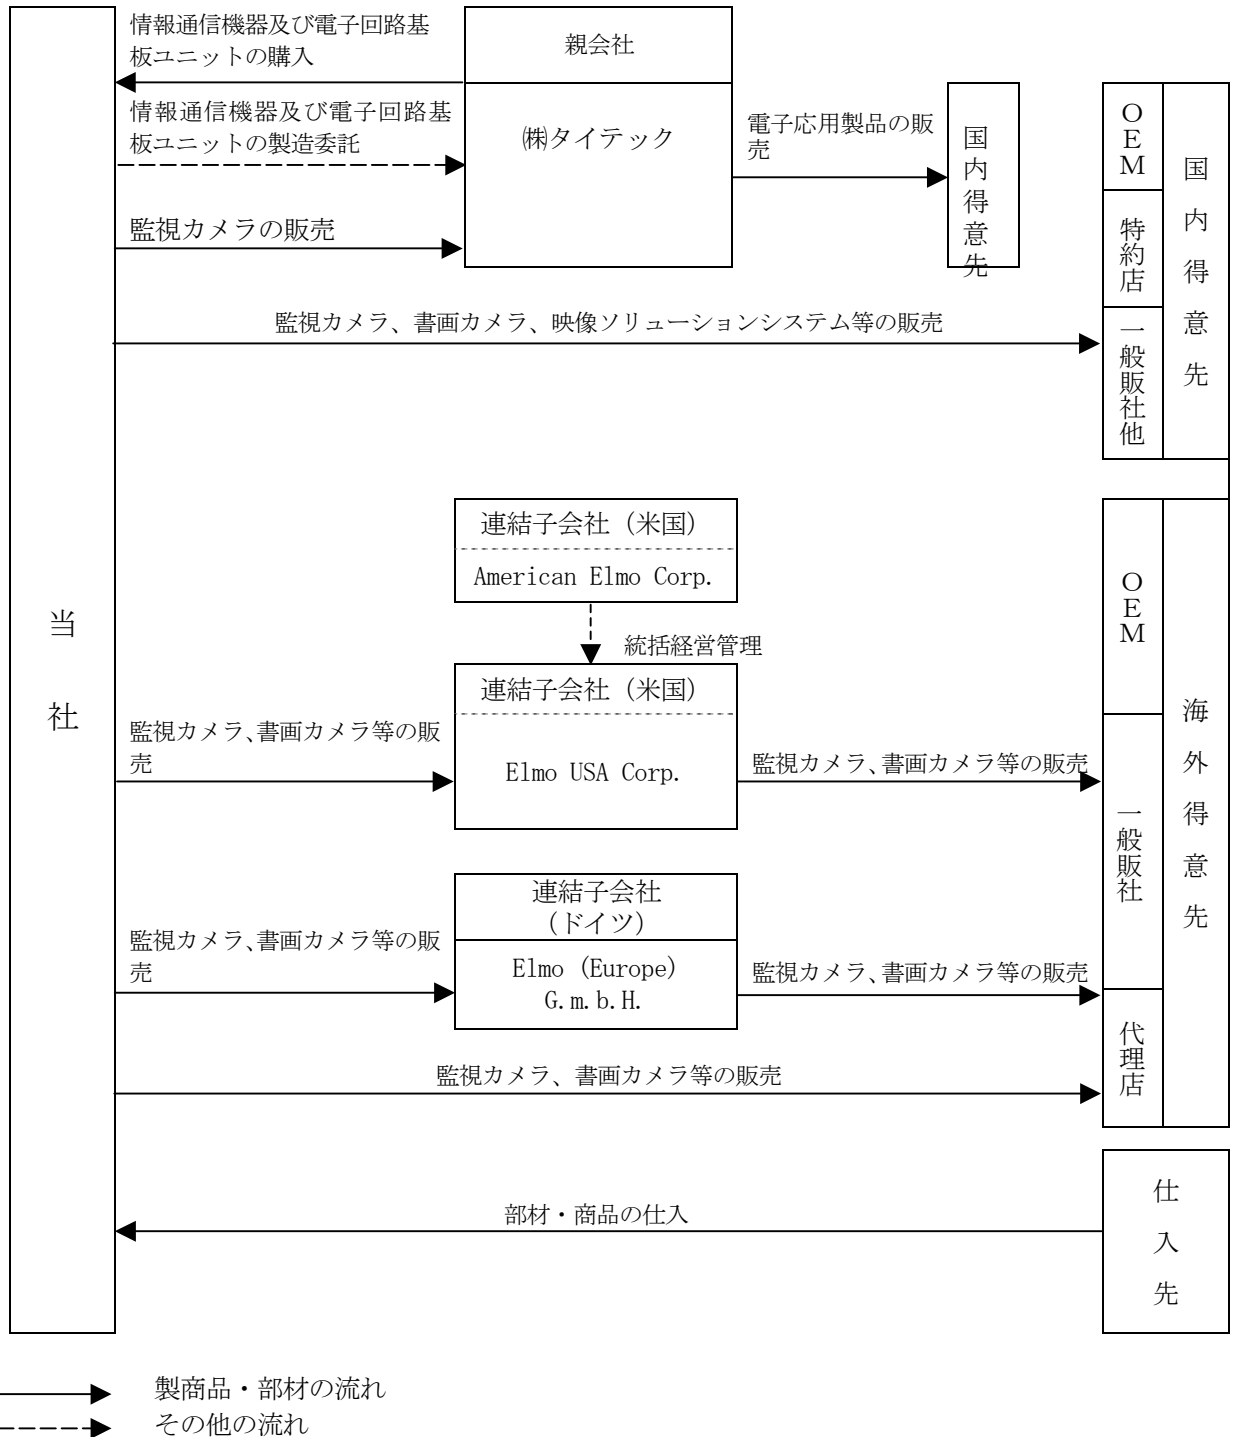 情報通信機器及び電子回路基
板ユニットの購入
親会社
情報通信機器及び電子回路基
板ユニットの製造委託
㈱タイテック
電子応用製品の販
売
国内得意先
監視カメラの販売
OEM
特約店
一般販社他
国内得意先
監視カメラ、書画カメラ、映像ソリューションシステム等の販売
当社
連結子会社（米国）
American Elmo Corp.
統括経営管理
連結子会社（米国）
Elmo USA Corp.
監視カメラ、書画カメラ等の販
売
監視カメラ、書画カメラ等の販売
OEM
一般販社
代理店
海外得意先
連結子会社
（ドイツ）
Elmo（Europe）
G.m.b.H.
監視カメラ、書画カメラ等の販
売
監視カメラ、書画カメラ等の販売
監視カメラ、書画カメラ等の販売
部材・商品の仕入
仕入先
製商品・部材の流れ
その他の流れ